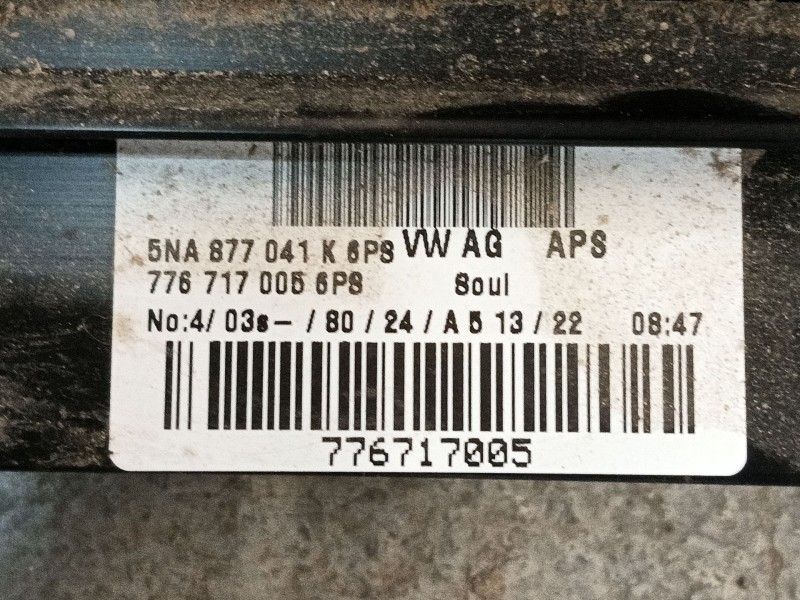 5NA 877 041 K 6PS VW AG APS
776 717 005 6PS Soul
No:4/ 03s- / 80 / 24 / A 5 13 / 22 08:47
776717005